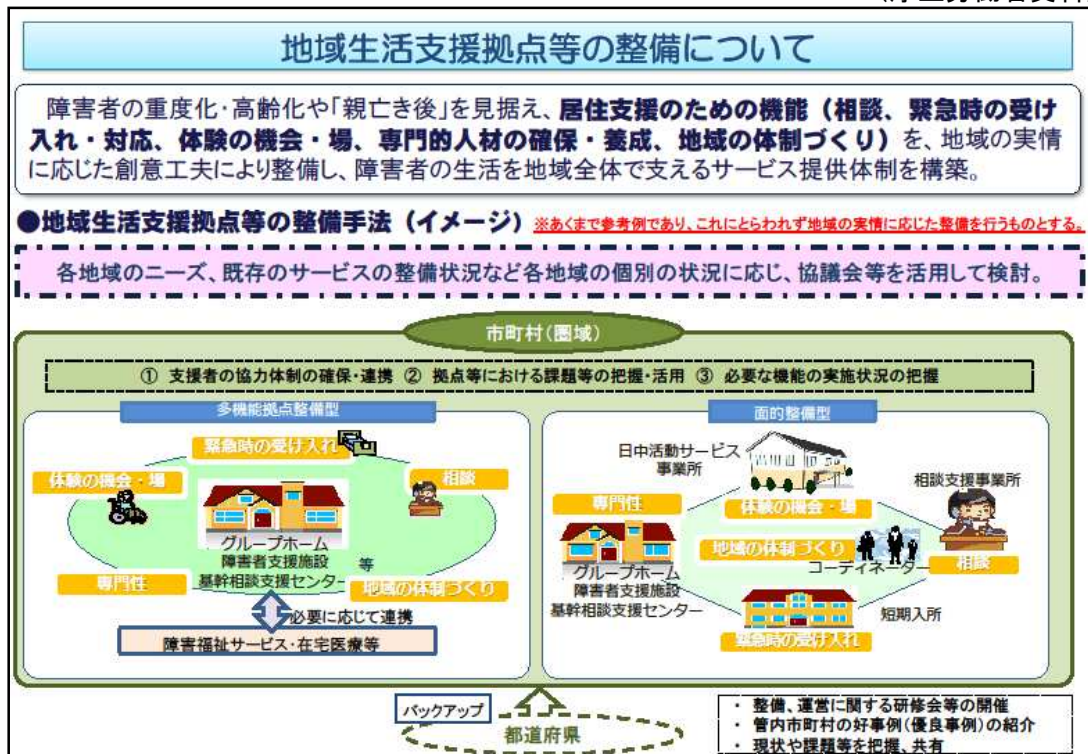 地域生活支援拠点等の整備について
障害者の重度化・高齢化や「親亡き後」を見据え、居住支援のための機能（相談、緊急時の受け
入れ・対応、体験の機会・場、専門的人材の確保・養成、地域の体制づくり）を、地域の実情
に応じた創意工夫により整備し、障害者の生活を地域全体で支えるサービス提供体制を構築。
●地域生活支援拠点等の整備手法（イメージ）※あくまで参考例であり、これにとらわれず地域の実情に応じた整備を行うものとする。
各地域のニーズ、既存のサービスの整備状況など各地域の個別の状況に応じ、協議会等を活用して検討。
市町村（圏域）
① 支援者の協力体制の確保・連携 ② 拠点等における課題等の把握・活用 ③ 必要な機能の実施状況の把握
多機能拠点整備型
緊急時の受け入れ
体験の機会・場
相談
グループホーム
障害者支援施設
基幹相談支援センター
等
専門性
地域の体制づくり
必要に応じて連携
障害福祉サービス・在宅医療等
面的整備型
日中活動サービス
事業所
体験の機会・場
相談支援事業所
専門性
地域の体制づくり
コーディネーター
相談
グループホーム
障害者支援施設
基幹相談支援センター
短期入所
緊急時の受け入れ
バックアップ
都道府県
・ 整備、運営に関する研修会等の開催
・ 管内市町村の好事例（優良事例）の紹介
・ 現状や課題等を把握、共有